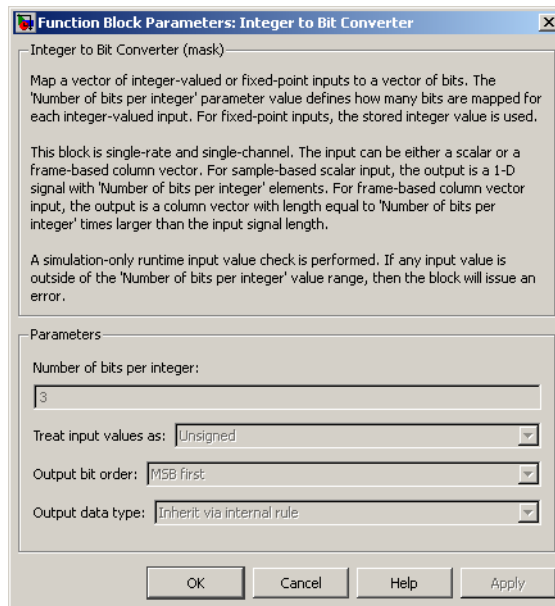 Function Block Parameters: Integer to Bit Converter
Integer to Bit Converter (mask)
Map a vector of integer-valued or fixed-point inputs to a vector of bits. The
'Number of bits per integer' parameter value defines how many bits are mapped for
each integer-valued input. For fixed-point inputs, the stored integer value is used.
This block is single-rate and single-channel. The input can be either a scalar or a
frame-based column vector. For sample-based scalar input, the output is a 1-D
signal with 'Number of bits per integer' elements. For frame-based column vector
input, the output is a column vector with length equal to 'Number of bits per
integer' times larger than the input signal length.
A simulation-only runtime input value check is performed. If any input value is
outside of the 'Number of bits per integer' value range, then the block will issue an
error.
Parameters
Number of bits per integer:
3
Treat input values as: Unsigned
Output bit order: MSB first
Output data type: Inherit via internal rule
OK Cancel Help Apply